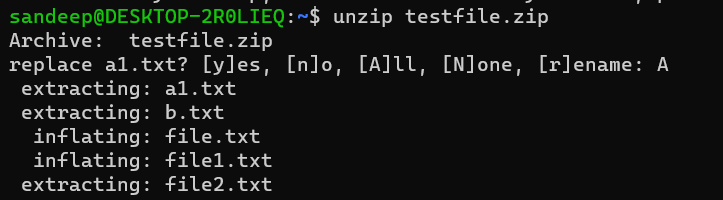 sandeep@DESKTOP-2R0LIEQ:~$ unzip testfile.zip
Archive:  testfile.zip
replace a1.txt? [y]es, [n]o, [A]ll, [N]one, [r]ename: A
 extracting: a1.txt
 extracting: b.txt
  inflating: file.txt
  inflating: file1.txt
 extracting: file2.txt